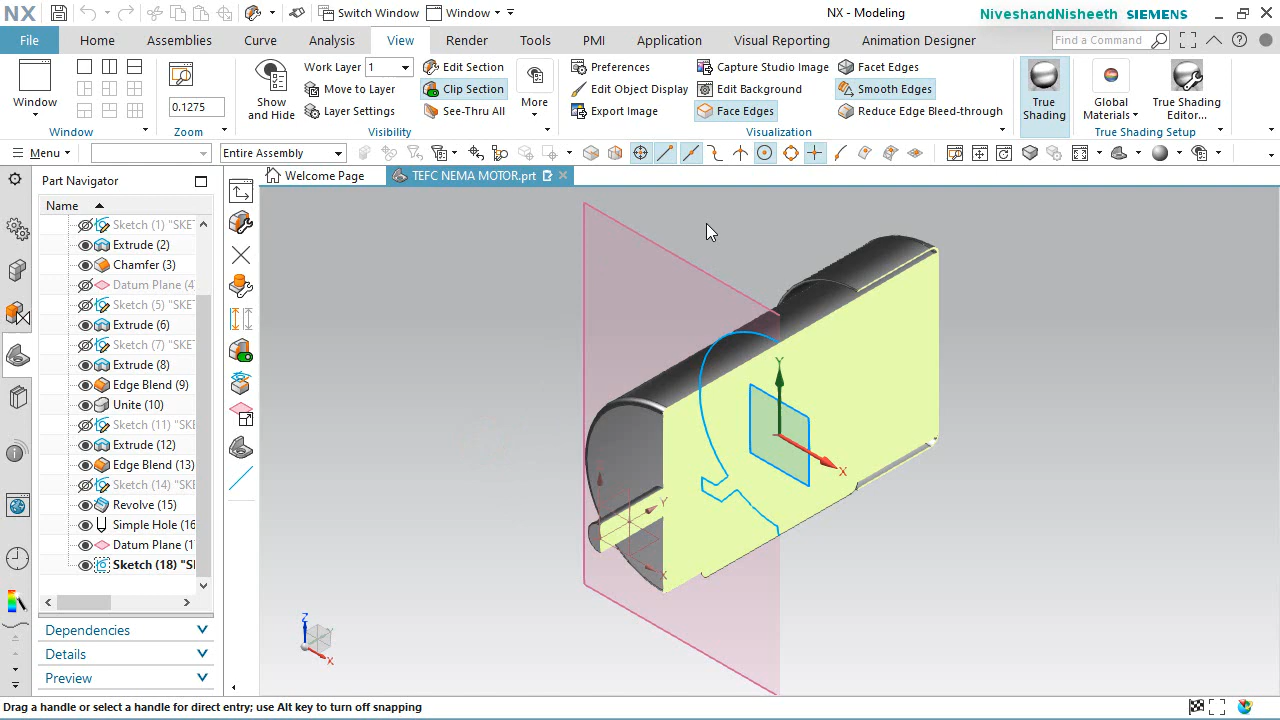 NX Switch Window Window NX - Modeling NiveshandNisheeth SIEMENS
File Home Assemblies Curve Analysis View Render Tools PMI Application Visual Reporting Animation Designer Find a Command
Work Layer 1 Edit Section Preferences Capture Studio Image Facet Edges
Move to Layer Clip Section Edit Object Display Edit Background Smooth Edges
Window Show and Hide More True Shading Global Materials True Shading Editor...
0.1275 Layer Settings See-Thru All Export Image Face Edges Reduce Edge Bleed-through
Window Zoom Visibility Visualization True Shading Setup
Menu Entire Assembly
Part Navigator Welcome Page TEFC NEMA MOTOR.prt
Name
Sketch (1) "SKE
Extrude (2)
Chamfer (3)
Datum Plane (4
Sketch (5) "SKE
Extrude (6)
Sketch (7) "SKE
Extrude (8)
Edge Blend (9)
Unite (10)
Sketch (11) "SK
Extrude (12)
Edge Blend (13)
Sketch (14) "SK
Revolve (15)
Simple Hole (16
Datum Plane (1
Sketch (18) "S
Y
X
Y
X
Z
X
Dependencies
Details
Preview
Drag a handle or select a handle for direct entry; use Alt key to turn off snapping